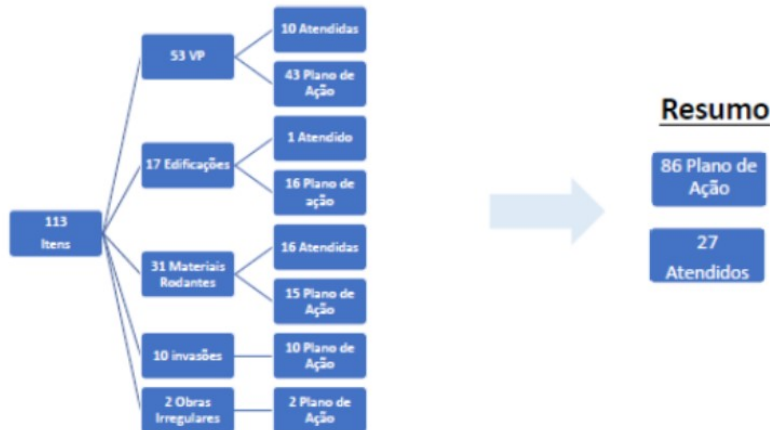 113
Itens
53 VP
10 Atendidas
43 Plano de
Ação
17 Edificações
1 Atendido
16 Plano de
ação
31 Materiais
Rodantes
16 Atendidas
15 Plano de
Ação
10 invasões
10 Plano de
Ação
2 Obras
Irregulares
2 Plano de
Ação
Resumo
86 Plano de
Ação
27
Atendidos